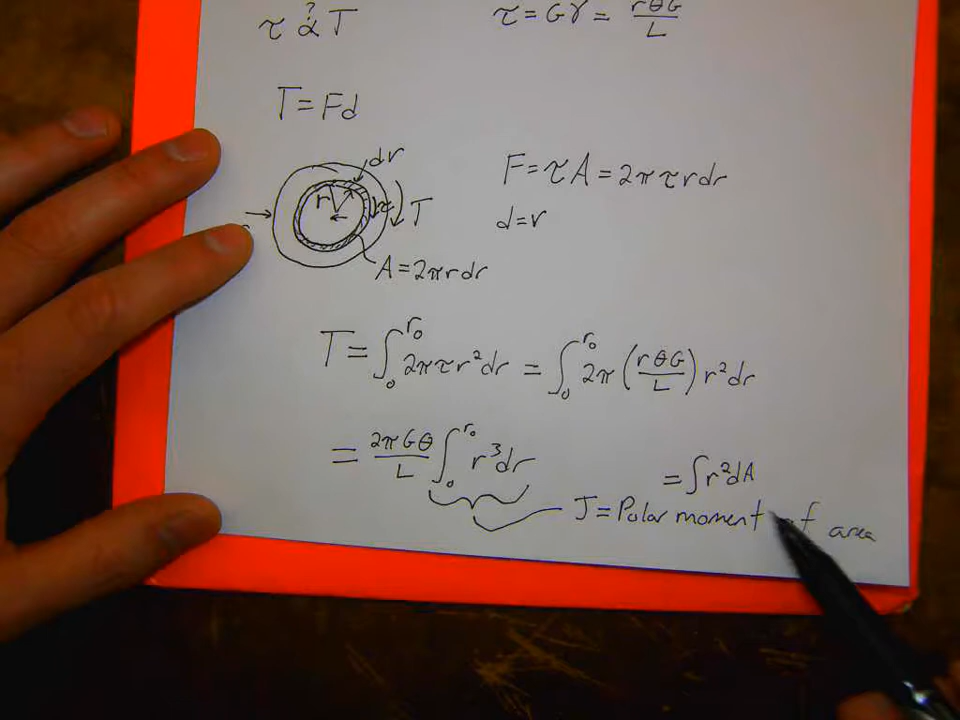 τ α? T τ = Gγ = rθG/L
T = Fd
dr
r
T
F = τA = 2πτrdr
d = r
A = 2πrdr
T = ∫₀^r₀ 2πτr²dr = ∫₀^r₀ 2π(rθG/L)r²dr
= 2πGθ/L ∫₀^r₀ r³dr
= ∫r²dA
J = Polar moment of area